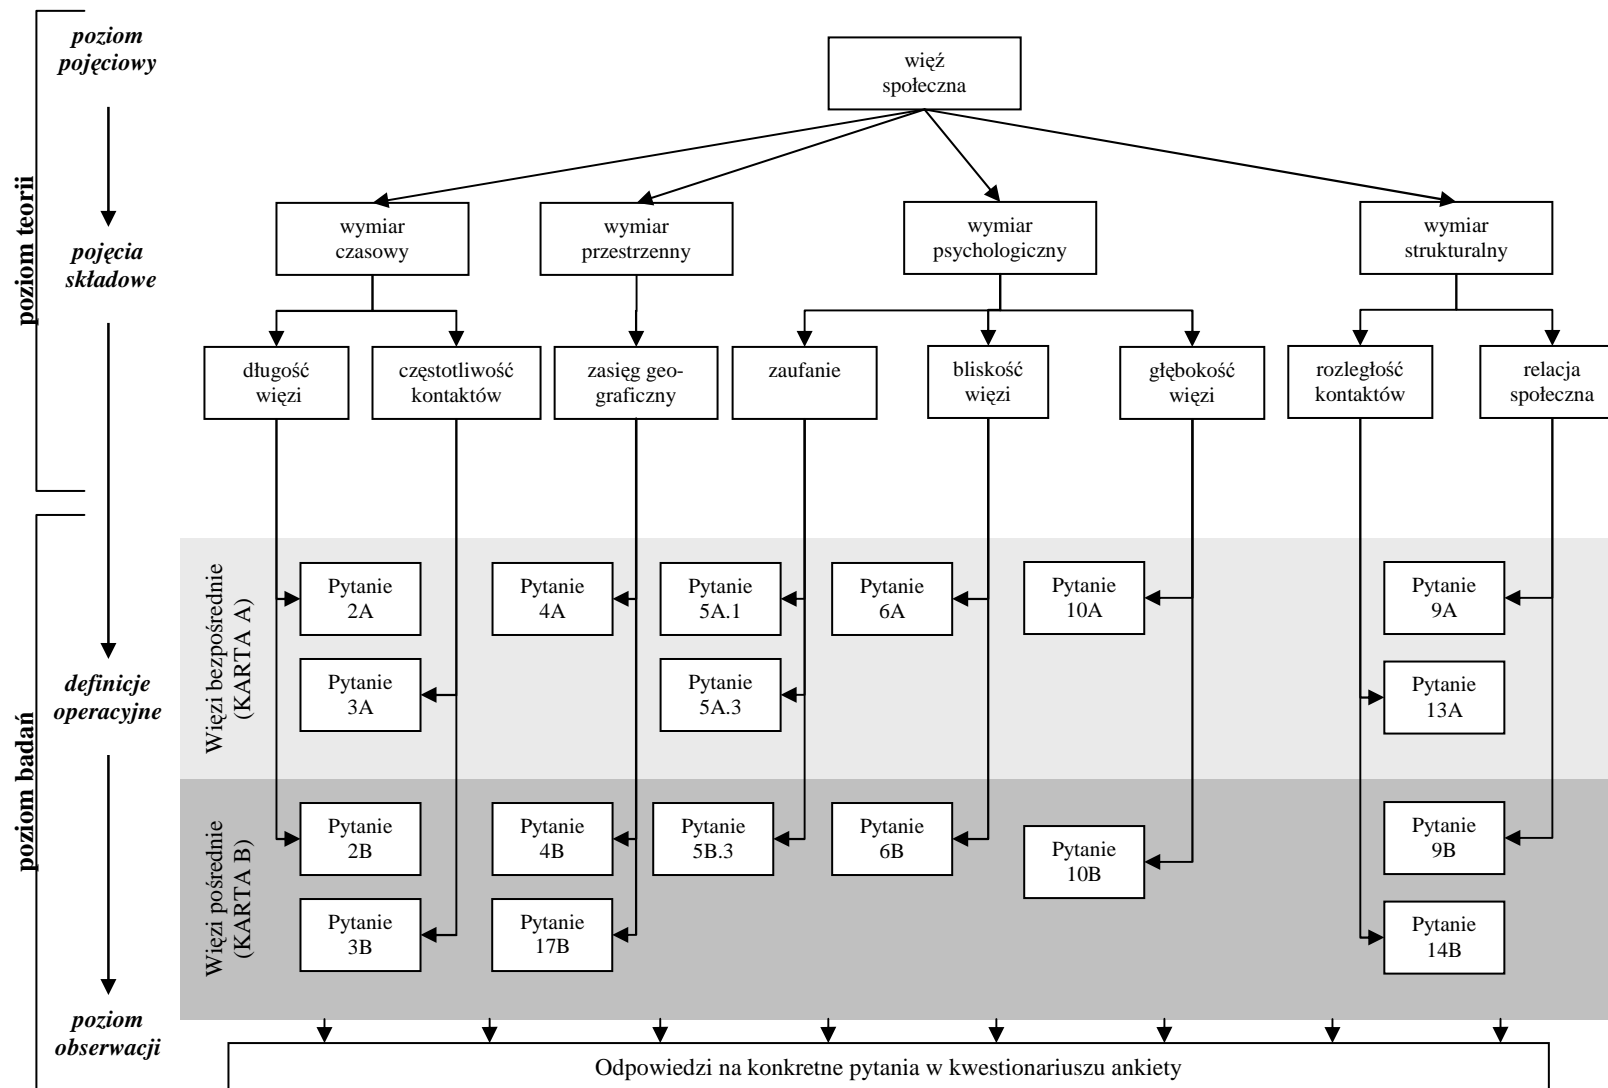 poziom
pojęciowy
więź
społeczna
poziom teorii
pojęcia
składowe
wymiar
czasowy
wymiar
przestrzenny
wymiar
psychologiczny
wymiar
strukturalny
długość
więzi
częstotliwość
kontaktów
zasięg geo-
graficzny
zaufanie
bliskość
więzi
głębokość
więzi
rozległość
kontaktów
relacja
społeczna
poziom badań
definicje
operacyjne
Więzi bezpośrednie
(KARTA A)
Pytanie
2A
Pytanie
4A
Pytanie
5A.1
Pytanie
6A
Pytanie
10A
Pytanie
9A
Pytanie
3A
Pytanie
5A.3
Pytanie
13A
Więzi pośrednie
(KARTA B)
Pytanie
2B
Pytanie
4B
Pytanie
5B.3
Pytanie
6B
Pytanie
10B
Pytanie
9B
Pytanie
3B
Pytanie
17B
Pytanie
14B
poziom
obserwacji
Odpowiedzi na konkretne pytania w kwestionariuszu ankiety